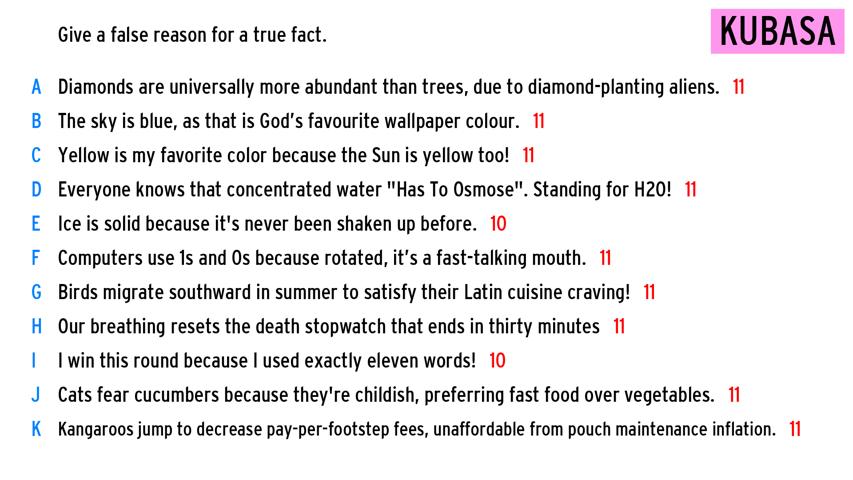 Give a false reason for a true fact.
KUBASA
A Diamonds are universally more abundant than trees, due to diamond-planting aliens. 11
B The sky is blue, as that is God's favourite wallpaper colour. 11
C Yellow is my favorite color because the Sun is yellow too! 11
D Everyone knows that concentrated water "Has To Osmose". Standing for H2O! 11
E Ice is solid because it's never been shaken up before. 10
F Computers use 1s and 0s because rotated, it's a fast-talking mouth. 11
G Birds migrate southward in summer to satisfy their Latin cuisine craving! 11
H Our breathing resets the death stopwatch that ends in thirty minutes 11
I I win this round because I used exactly eleven words! 10
J Cats fear cucumbers because they're childish, preferring fast food over vegetables. 11
K Kangaroos jump to decrease pay-per-footstep fees, unaffordable from pouch maintenance inflation. 11